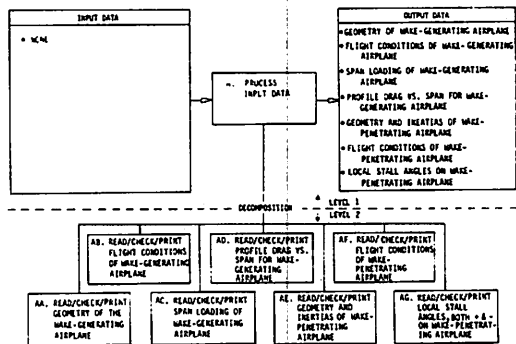 INPUT DATA
• NONE
A. PROCESS
INPUT DATA
OUTPUT DATA
• GEOMETRY OF WAKE-GENERATING AIRPLANE
• FLIGHT CONDITIONS OF WAKE-GENERATING
AIRPLANE
• SPAN LOADING OF WAKE-GENERATING
AIRPLANE
• PROFILE DRAG VS. SPAN FOR WAKE-
GENERATING AIRPLANE
• GEOMETRY AND INERTIAS OF WAKE-
PENETRATING AIRPLANE
• FLIGHT CONDITIONS OF WAKE-
PENETRATING AIRPLANE
• LOCAL STALL ANGLES ON WAKE-
PENETRATING AIRPLANE
LEVEL 1
DECOMPOSITION
LEVEL 2
AB. READ/CHECK/PRINT
FLIGHT CONDITIONS
OF WAKE-GENERATING
AIRPLANE
AD. READ/CHECK/PRINT
PROFILE DRAG VS.
SPAN FOR WAKE-
GENERATING AIRPLANE
AF. READ/CHECK/PRINT
FLIGHT CONDITIONS
OF WAKE-
PENETRATING AIRPLANE
AA. READ/CHECK/PRINT
GEOMETRY OF THE
WAKE-GENERATING
AIRPLANE
AC. READ/CHECK/PRINT
SPAN LOADING OF
WAKE-GENERATING
AIRPLANE
AE. READ/CHECK/PRINT
GEOMETRY AND
INERTIAS OF WAKE-
PENETRATING
AIRPLANE
AG. READ/CHECK/PRINT
LOCAL STALL
ANGLES, BOTH + & -
ON WAKE-PENETRAT-
ING AIRPLANE